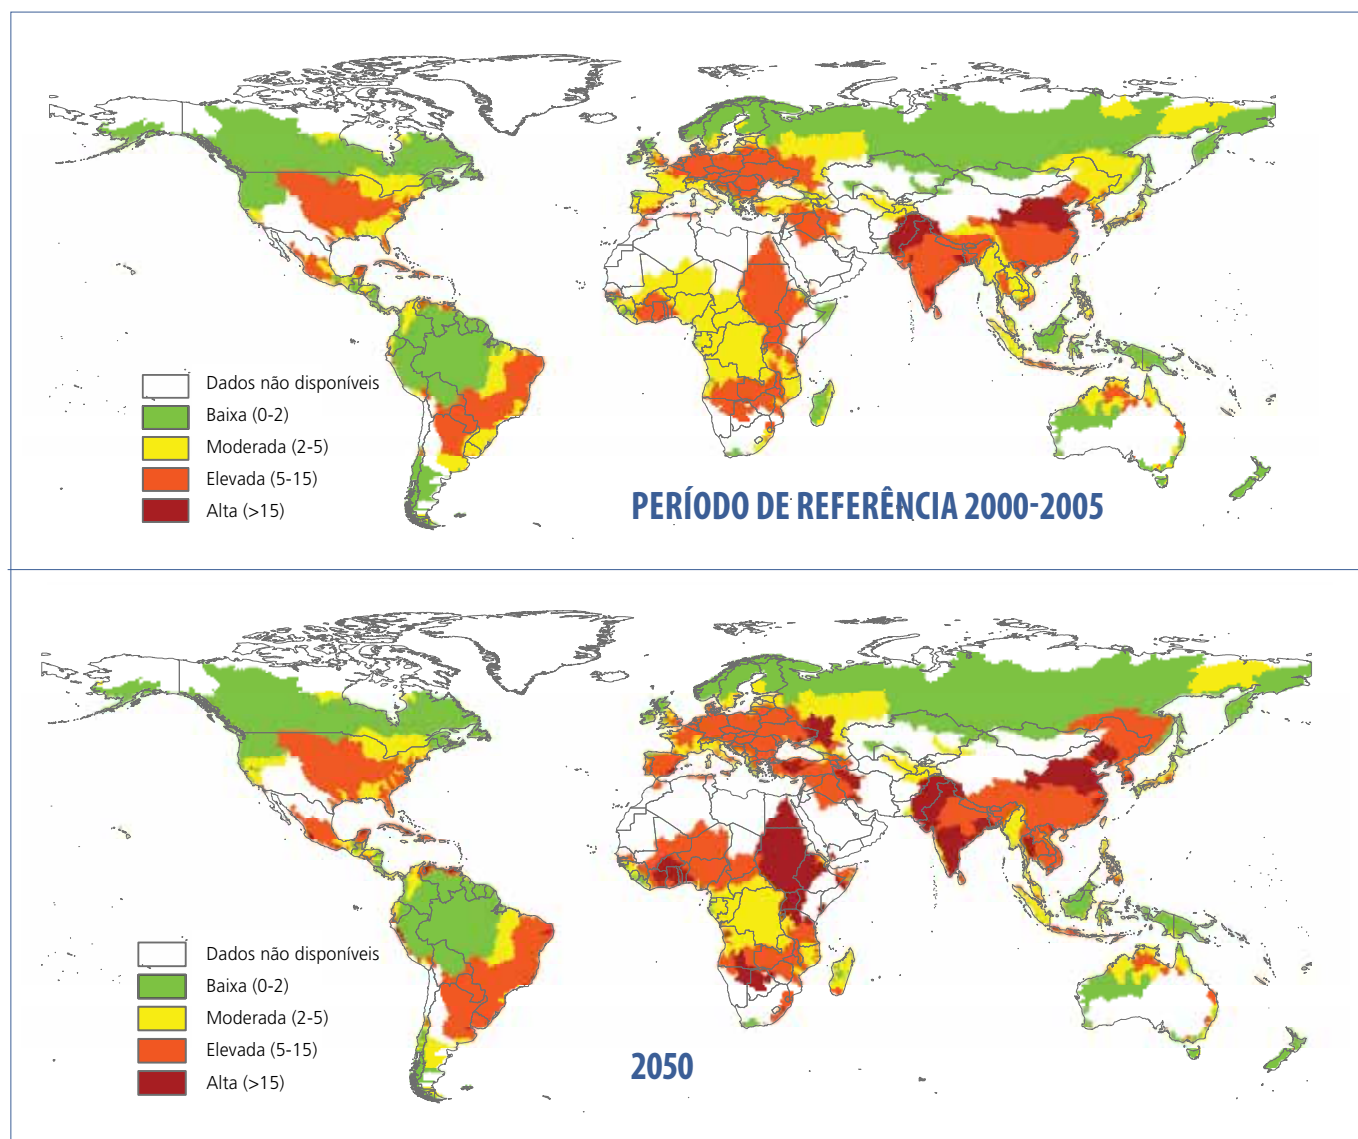 Dados não disponíveis
Baixa (0-2)
Moderada (2-5)
Elevada (5-15)
Alta (>15)
PERÍODO DE REFERÊNCIA 2000-2005
Dados não disponíveis
Baixa (0-2)
Moderada (2-5)
Elevada (5-15)
Alta (>15)
2050